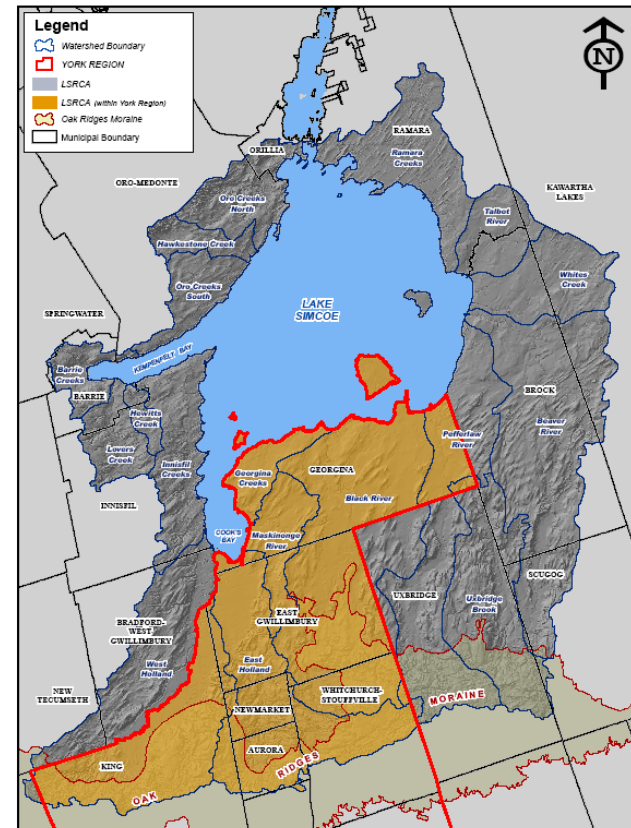 Legend
Watershed Boundary
YORK REGION
LSRCA
LSRCA (within York Region)
Oak Ridges Moraine
Municipal Boundary
N
RAMARA
Ramara
Creeks
ORILLIA
ORO-MEDONTE
Oro Creeks
North
KAWARTHA
LAKES
Talbot
River
Hawkestone Creek
Whites
Creek
Oro Creeks
South
LAKE
SIMCOE
SPRINGWATER
KEMPENFELT BAY
Barrie
Creeks
BARRIE
Hewitts
Creek
BROCK
Beaver
River
Lovers
Creek
Innisfil
Creeks
Pefferlaw
River
GEORGINA
Georgina
Creeks
Black River
INNISFIL
COOK'S
BAY
Maskinonge
River
SCUGOG
UXBRIDGE
Uxbridge
Brook
EAST
GWILLIMBURY
BRADFORD-
WEST
GWILLIMBURY
West
Holland
East
Holland
NEW
TECUMSETH
WHITCHURCH-
STOUFFVILLE
NEWMARKET
AURORA
KING
OAK
RIDGES
MORAINE